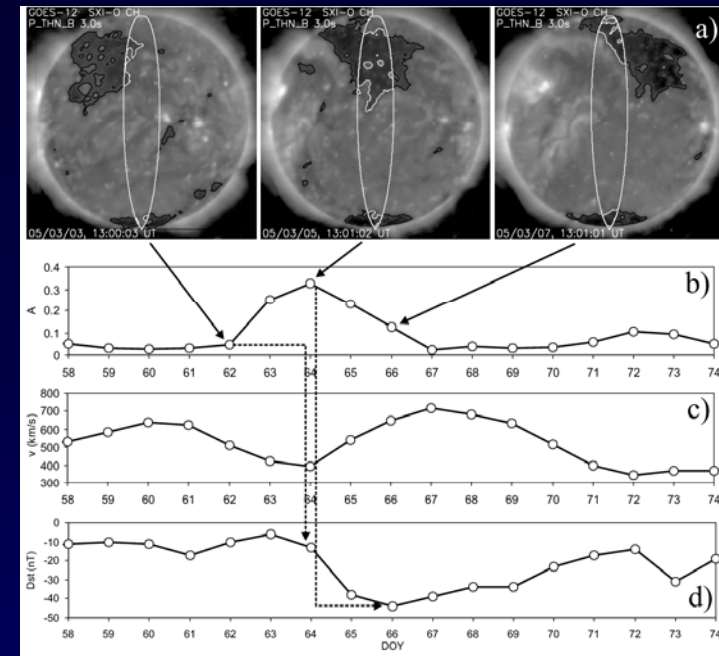 GOES-12 SXI-O CH
P_THN_B 3.0s
05/03/03, 13:00:03 UT
GOES-12 SXI-O CH
P_THN_B 3.0s
05/03/05, 13:01:02 UT
GOES-12 SXI-O CH
P_THN_B 3.0s
05/03/07, 13:01:01 UT
a)
b)
A
0.4
0.3
0.2
0.1
0
58 59 60 61 62 63 64 65 66 67 68 69 70 71 72 73 74
c)
v (km/s)
800
700
600
500
400
300
58 59 60 61 62 63 64 65 66 67 68 69 70 71 72 73 74
d)
Dst (nT)
0
-10
-20
-30
-40
-50
58 59 60 61 62 63 64 65 66 67 68 69 70 71 72 73 74
DOY